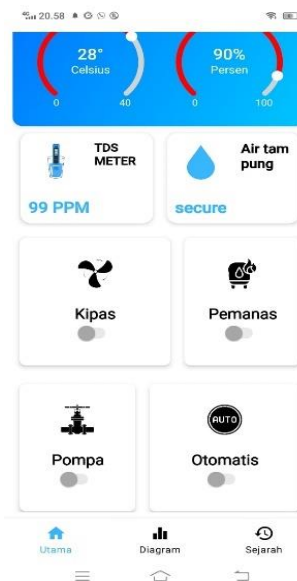 20.58
28°
Celsius
0 40
90%
Persen
0 100
TDS
METER
99 PPM
Air tam
pung
secure
Kipas
Pemanas
Pompa
AUTO
Otomatis
Utama
Diagram
Sejarah